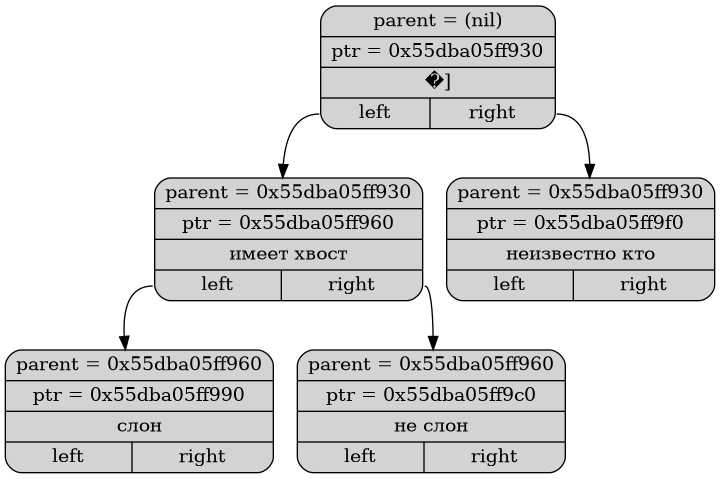 parent = (nil)
ptr = 0x55dba05ff930
�]
left right
parent = 0x55dba05ff930
ptr = 0x55dba05ff960
имеет хвост
left right
parent = 0x55dba05ff930
ptr = 0x55dba05ff9f0
неизвестно кто
left right
parent = 0x55dba05ff960
ptr = 0x55dba05ff990
слон
left right
parent = 0x55dba05ff960
ptr = 0x55dba05ff9c0
не слон
left right